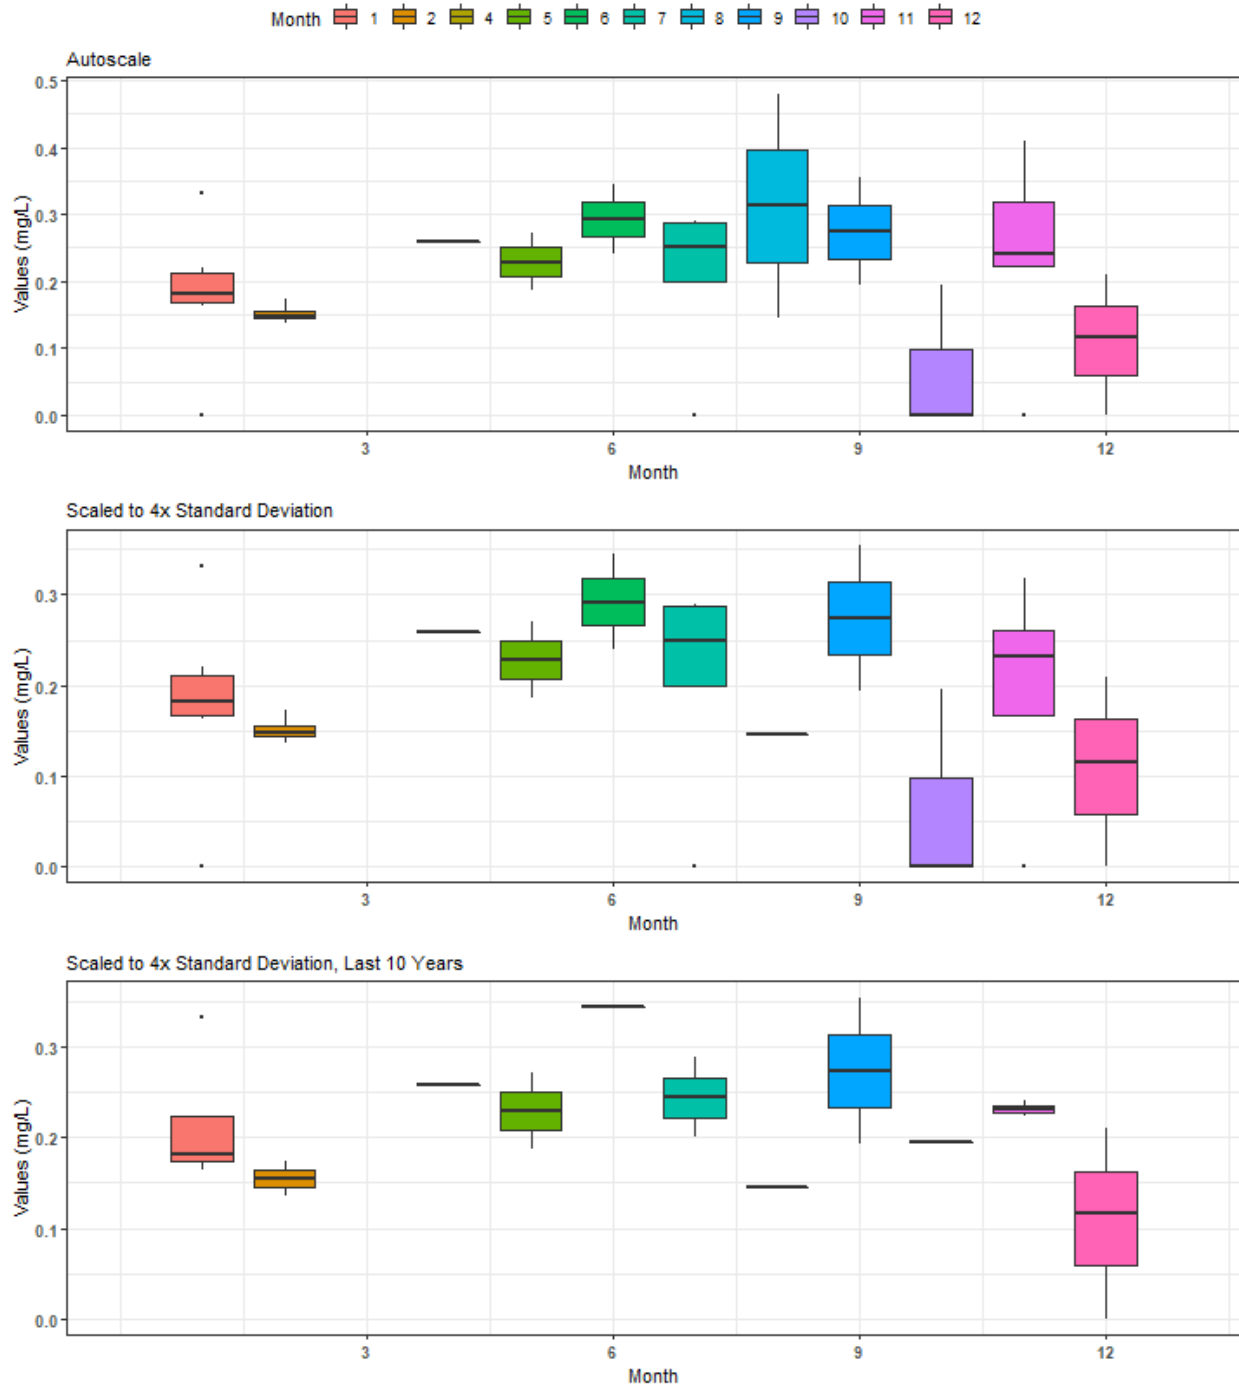 Month 1 2 4 5 6 7 8 9 10 11 12
Autoscale
Values (mg/L)
0.5
0.4
0.3
0.2
0.1
0.0
3 6 9 12
Month
Scaled to 4x Standard Deviation
Values (mg/L)
0.3
0.2
0.1
0.0
3 6 9 12
Month
Scaled to 4x Standard Deviation, Last 10 Years
Values (mg/L)
0.3
0.2
0.1
0.0
3 6 9 12
Month